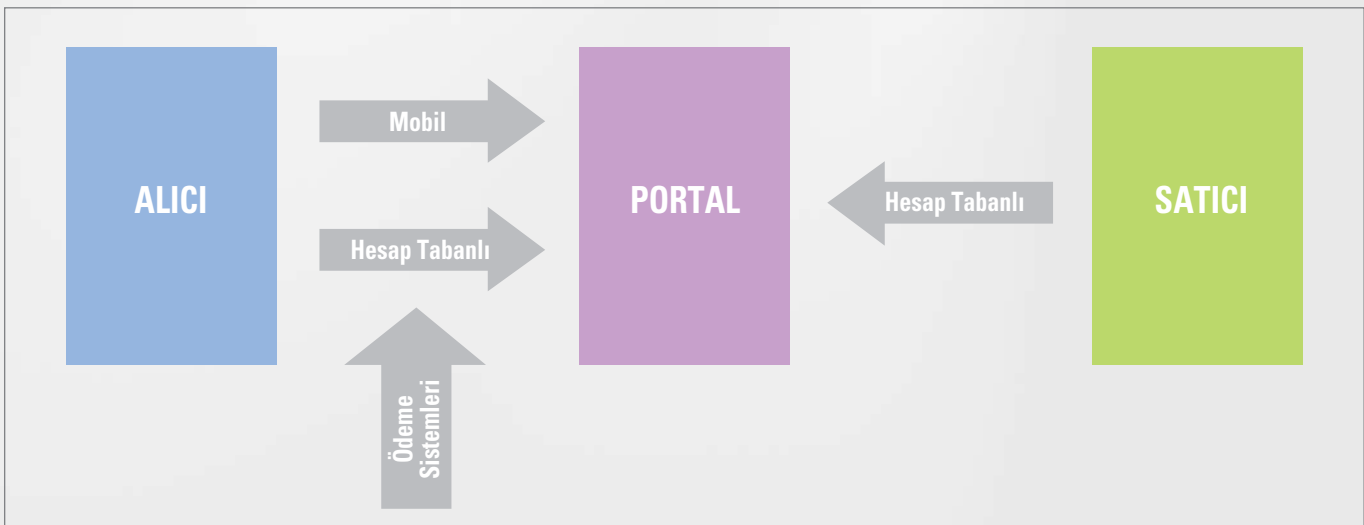 ALICI
Mobil
Hesap Tabanlı
Ödeme
Sistemleri
PORTAL
Hesap Tabanlı
SATICI